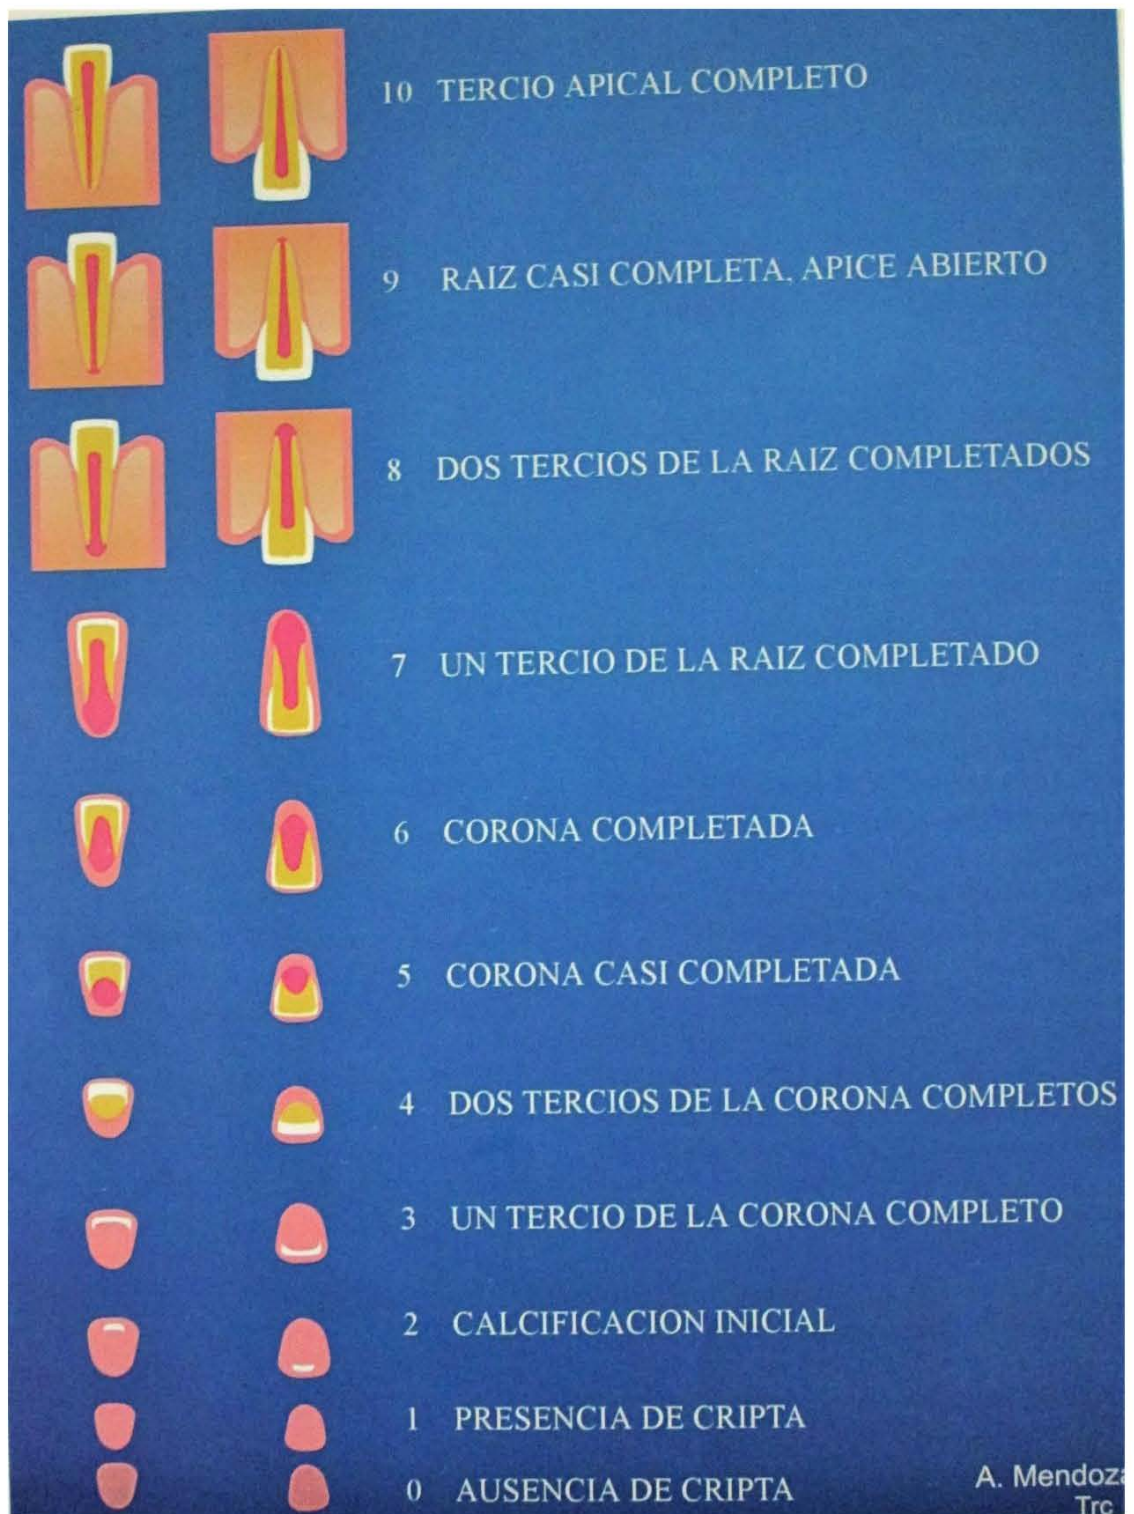 10 TERCIO APICAL COMPLETO
9 RAIZ CASI COMPLETA, APICE ABIERTO
8 DOS TERCIOS DE LA RAIZ COMPLETADOS
7 UN TERCIO DE LA RAIZ COMPLETADO
6 CORONA COMPLETADA
5 CORONA CASI COMPLETADA
4 DOS TERCIOS DE LA CORONA COMPLETOS
3 UN TERCIO DE LA CORONA COMPLETO
2 CALCIFICACION INICIAL
1 PRESENCIA DE CRIPTA
0 AUSENCIA DE CRIPTA
A. Mendoza
Trc